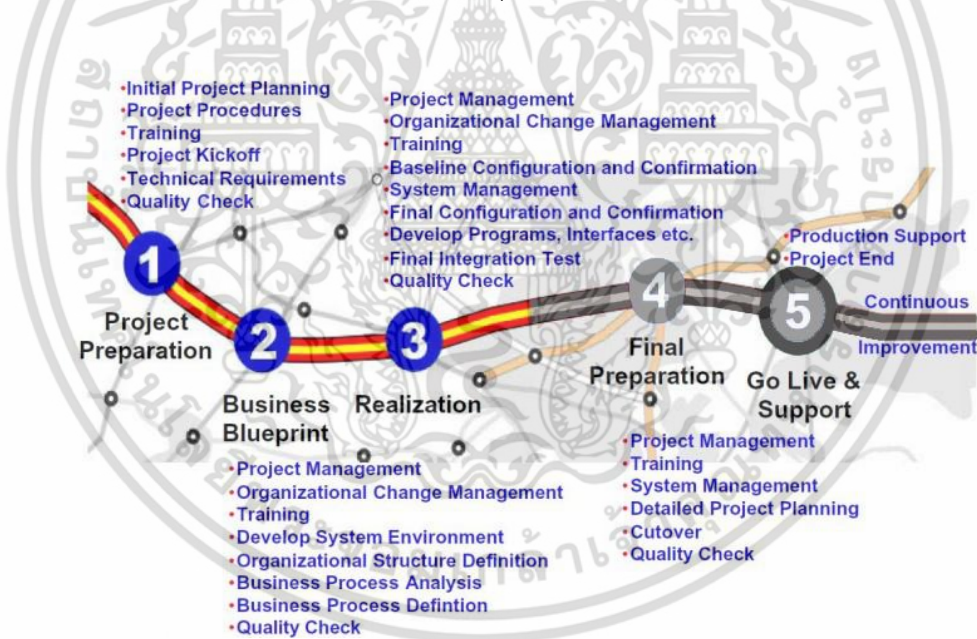 •Initial Project Planning
•Project Procedures
•Training
•Project Kickoff
•Technical Requirements
•Quality Check
1
Project
Preparation
2
Business
Blueprint
•Project Management
•Organizational Change Management
•Training
•Develop System Environment
•Organizational Structure Definition
•Business Process Analysis
•Business Process Defintion
•Quality Check
•Project Management
•Organizational Change Management
•Training
•Baseline Configuration and Confirmation
•System Management
•Final Configuration and Confirmation
•Develop Programs, Interfaces etc.
•Final Integration Test
•Quality Check
3
Realization
4
Final
Preparation
•Project Management
•Training
•System Management
•Detailed Project Planning
•Cutover
•Quality Check
•Production Support
•Project End
5
Go Live &
Support
Continuous
Improvement